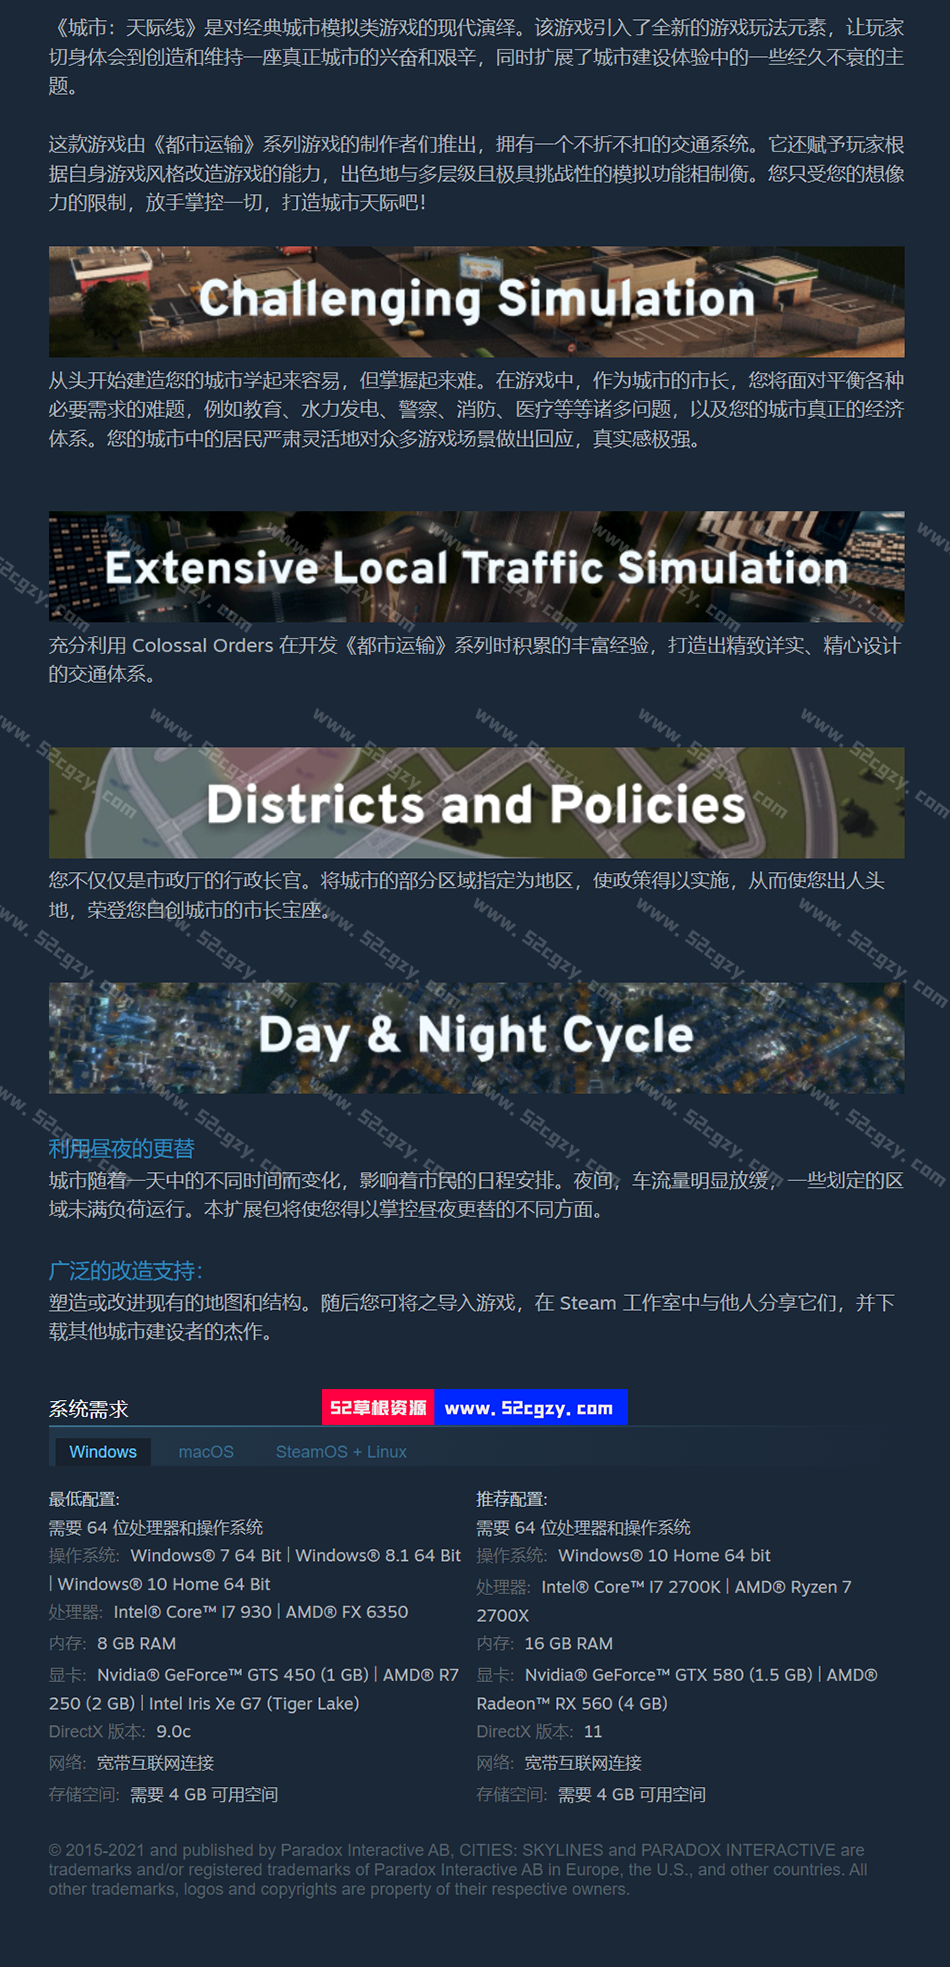 《城市：天际线》是对经典城市模拟类游戏的现代演绎。该游戏引入了全新的游戏玩法元素，让玩家
切身体会到创造和维持一座真正城市的兴奋和艰辛，同时扩展了城市建设体验中的一些经久不衰的主
题。
这款游戏由《都市运输》系列游戏的制作者们推出，拥有一个不折不扣的交通系统。它还赋予玩家根
据自身游戏风格改造游戏的能力，出色地与多层级且极具挑战性的模拟功能相制衡。您只受您的想像
力的限制，放手掌控一切，打造城市天际吧！
Challenging Simulation
从头开始建造您的城市学起来容易，但掌握起来难。在游戏中，作为城市的市长，您将面对平衡各种
必要需求的难题，例如教育、水力发电、警察、消防、医疗等等诸多问题，以及您的城市真正的经济
体系。您的城市中的居民严肃灵活地对众多游戏场景做出回应，真实感极强。
Extensive Local Traffic Simulation
充分利用 Colossal Orders 在开发《都市运输》系列时积累的丰富经验，打造出精致详实、精心设计
的交通体系。
Districts and Policies
您不仅仅是市政厅的行政长官。将城市的部分区域指定为地区，使政策得以实施，从而使您出人头
地，荣登您自创城市的市长宝座。
Day & Night Cycle
利用昼夜的更替
城市随着一天中的不同时间而变化，影响着市民的日程安排。夜间，车流量明显放缓，一些划定的区
域未满负荷运行。本扩展包将使您得以掌控昼夜更替的不同方面。
广泛的改造支持：
塑造或改进现有的地图和结构。随后您可将之导入游戏，在 Steam 工作室中与他人分享它们，并下
载其他城市建设者的杰作。
系统需求
52草根资源 www.52cgzy.com
Windows macOS SteamOS + Linux
最低配置:
需要 64 位处理器和操作系统
操作系统: Windows® 7 64 Bit | Windows® 8.1 64 Bit
| Windows® 10 Home 64 Bit
处理器: Intel® Core™ I7 930 | AMD® FX 6350
内存: 8 GB RAM
显卡: Nvidia® GeForce™ GTS 450 (1 GB) | AMD® R7
250 (2 GB) | Intel Iris Xe G7 (Tiger Lake)
DirectX 版本: 9.0c
网络: 宽带互联网连接
存储空间: 需要 4 GB 可用空间
推荐配置:
需要 64 位处理器和操作系统
操作系统: Windows® 10 Home 64 bit
处理器: Intel® Core™ I7 2700K | AMD® Ryzen 7
2700X
内存: 16 GB RAM
显卡: Nvidia® GeForce™ GTX 580 (1.5 GB) | AMD®
Radeon™ RX 560 (4 GB)
DirectX 版本: 11
网络: 宽带互联网连接
存储空间: 需要 4 GB 可用空间
© 2015-2021 and published by Paradox Interactive AB, CITIES: SKYLINES and PARADOX INTERACTIVE are
trademarks and/or registered trademarks of Paradox Interactive AB in Europe, the U.S., and other countries. All
other trademarks, logos and copyrights are property of their respective owners.